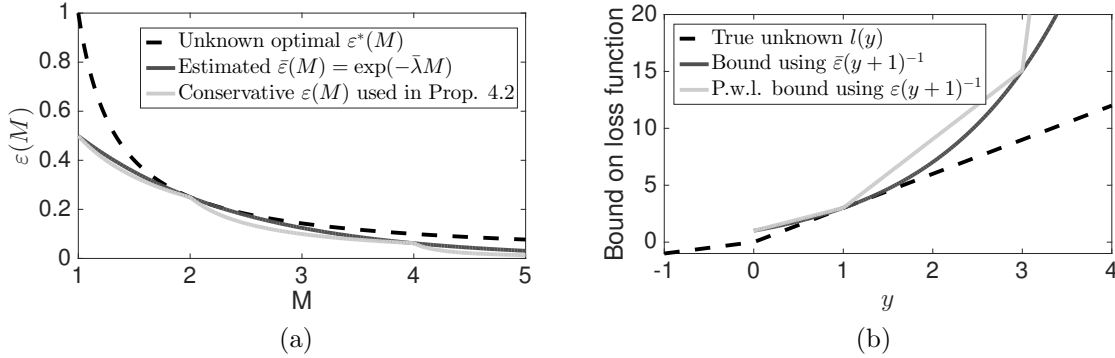 1
0.8
0.6
0.4
0.2
0
ε(M)
Unknown optimal ε*(M)
Estimated ε̄(M) = exp(−λ̄M)
Conservative ε(M) used in Prop. 4.2
1 2 3 4 5
M
(a)
20
15
10
5
0
Bound on loss function
True unknown l(y)
Bound using ε̄(y + 1)⁻¹
P.w.l. bound using ε(y + 1)⁻¹
-1 0 1 2 3 4
y
(b)